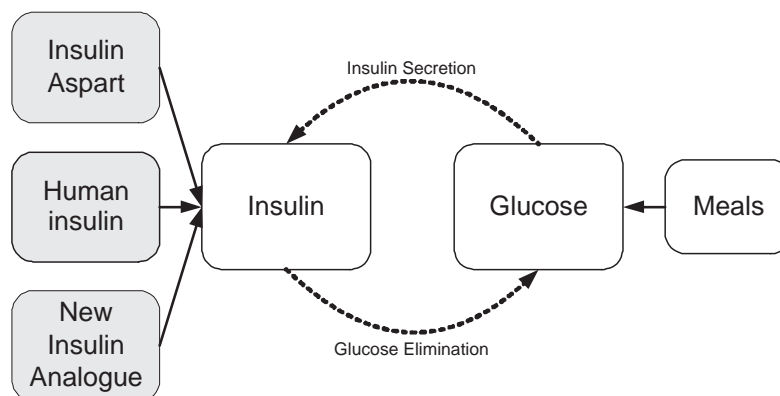 Insulin
Aspart
Insulin Secretion
Human
insulin
Insulin
Glucose
Meals
New
Insulin
Analogue
Glucose Elimination